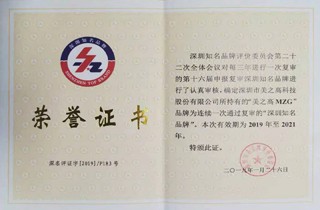 深圳知名品牌
SHENZHEN TOP BRAND
荣誉证书
深知评证字[2019]/P183号
深圳知名品牌评价委员会第二十
二次全体会议对每三年进行一次复审
的第十六届申报复审深圳知名品牌进
行了认真审核，确定深圳市美之高科技
股份有限公司所持有的“美之高MZG”
品牌为连续一次通过复审的“深圳知名
品牌”。本次有效期为2019年至2021
年。
特颁此证。
二〇一九年一月二十六日